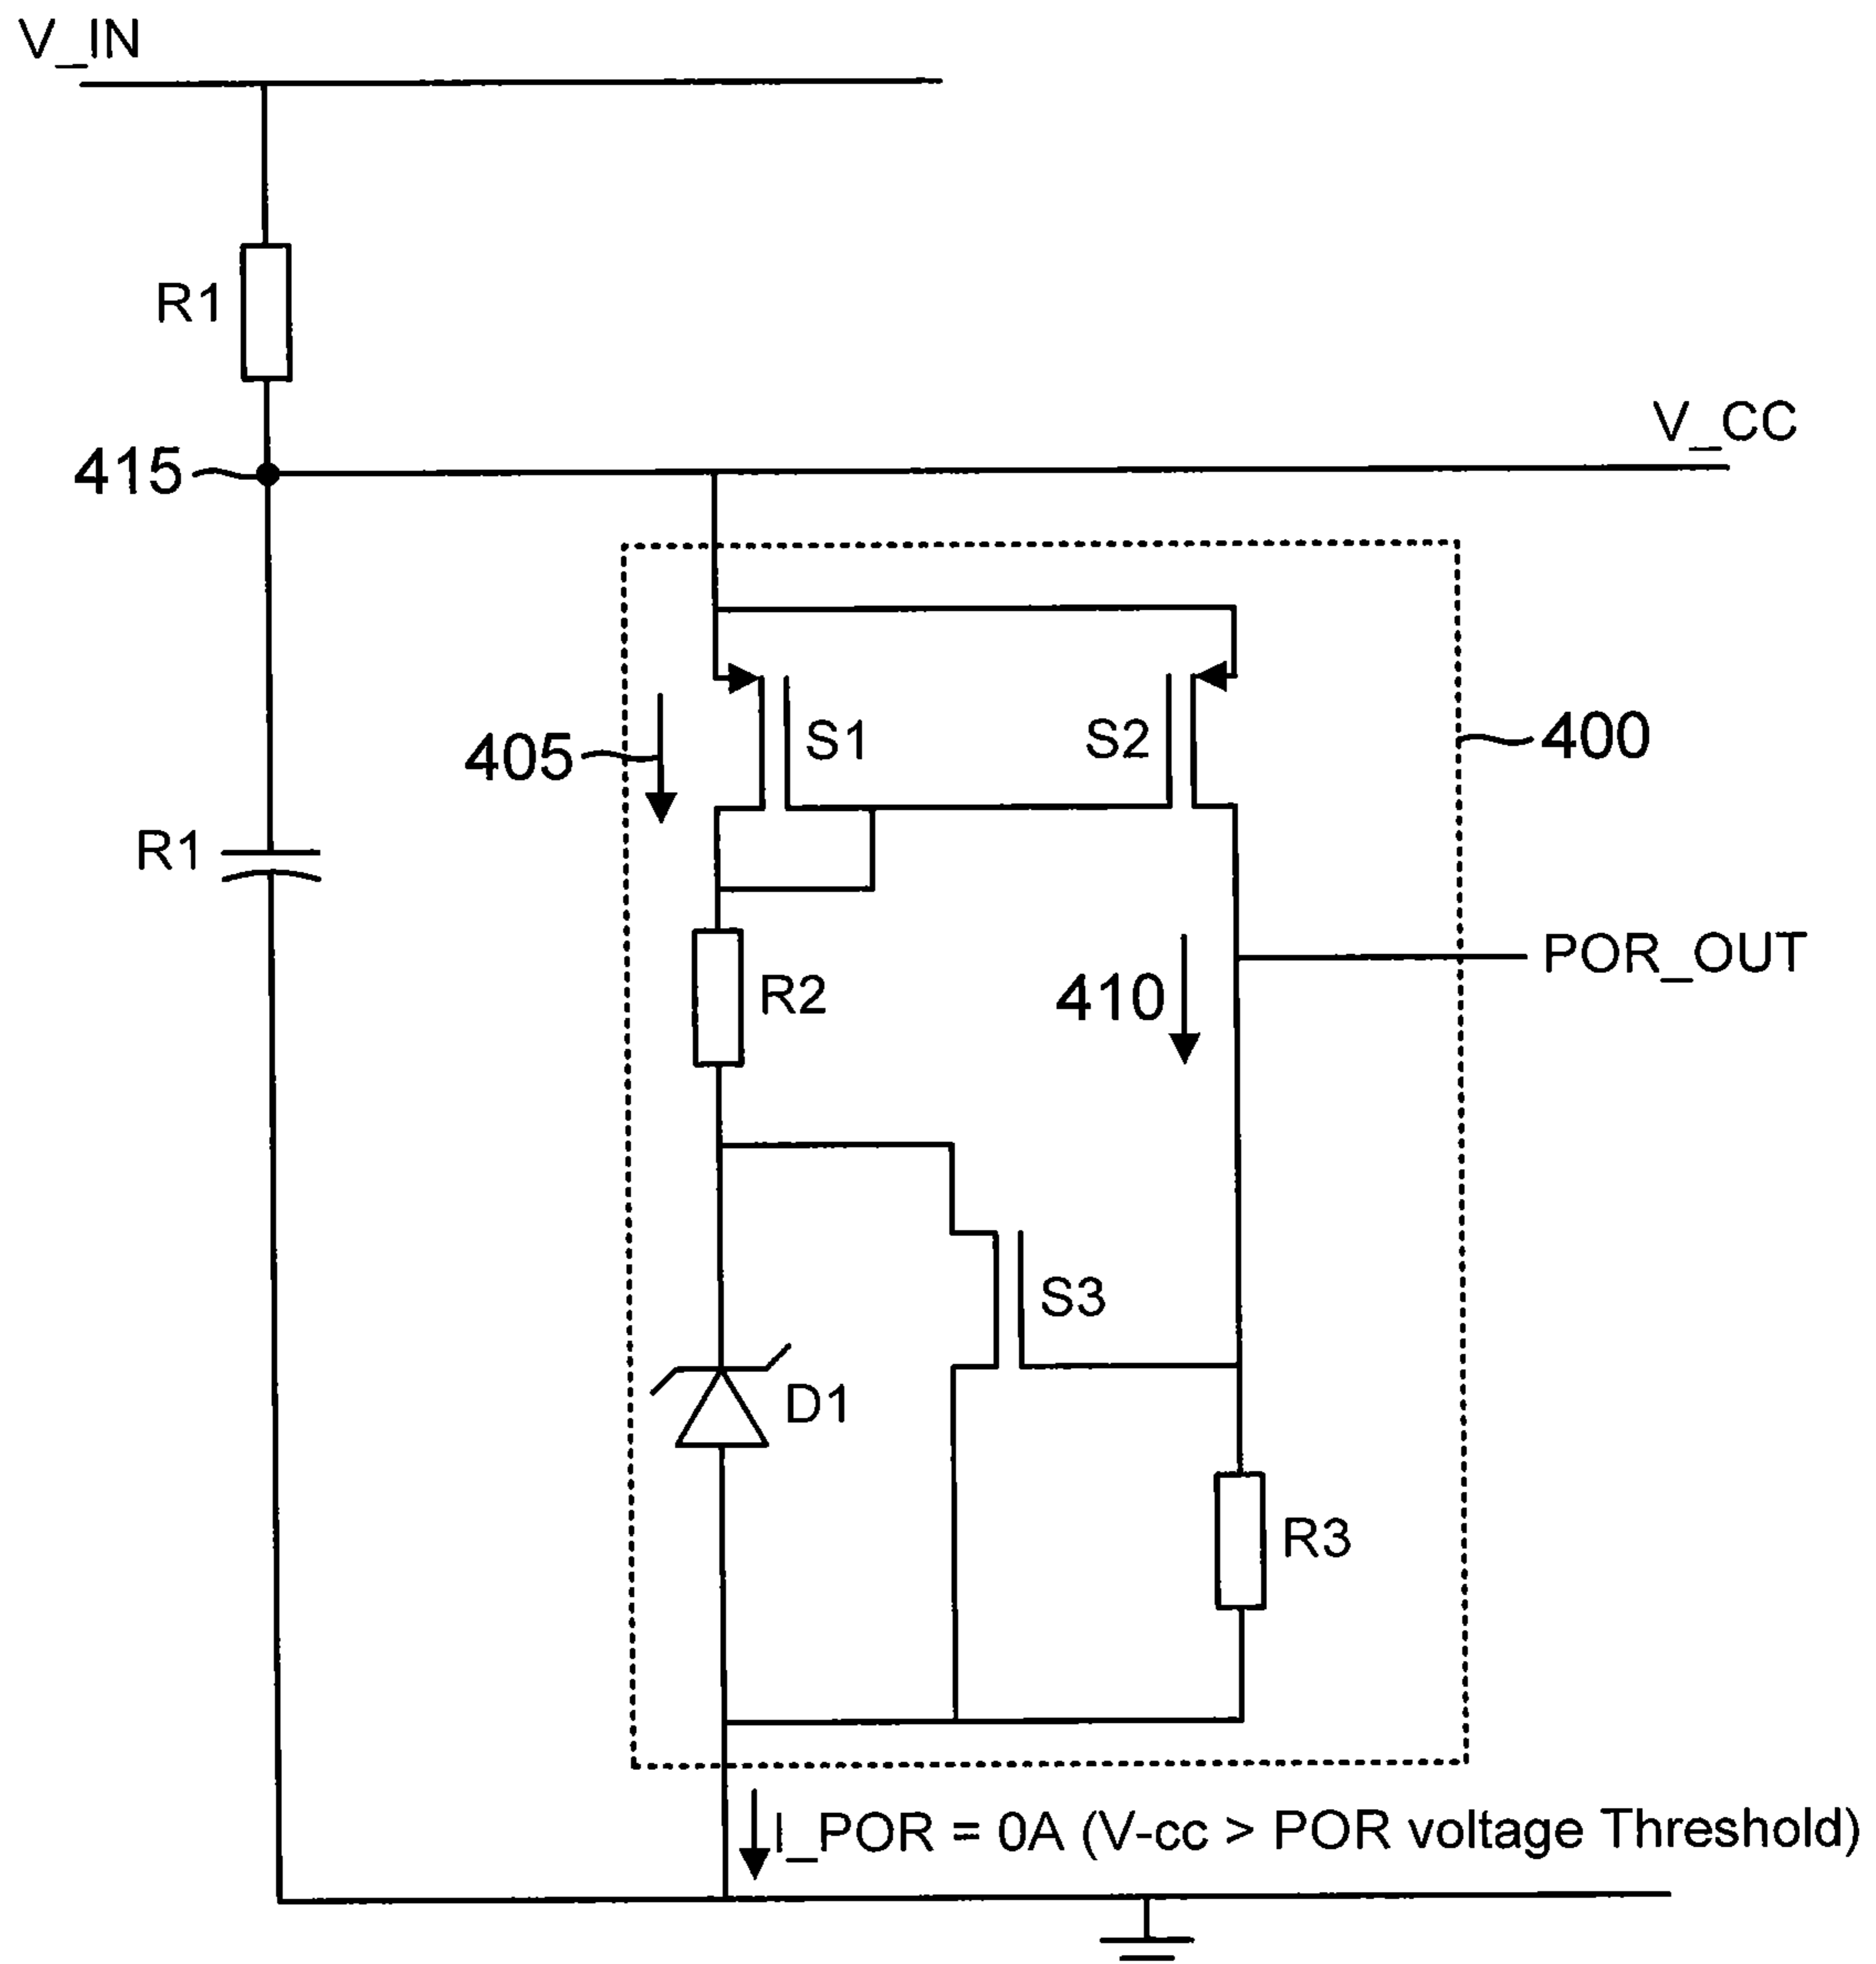 V_IN
R1
V_CC
415
S1
S2
405
400
R1
POR_OUT
R2
410
S3
D1
R3
I_POR = 0A (V-cc > POR voltage Threshold)